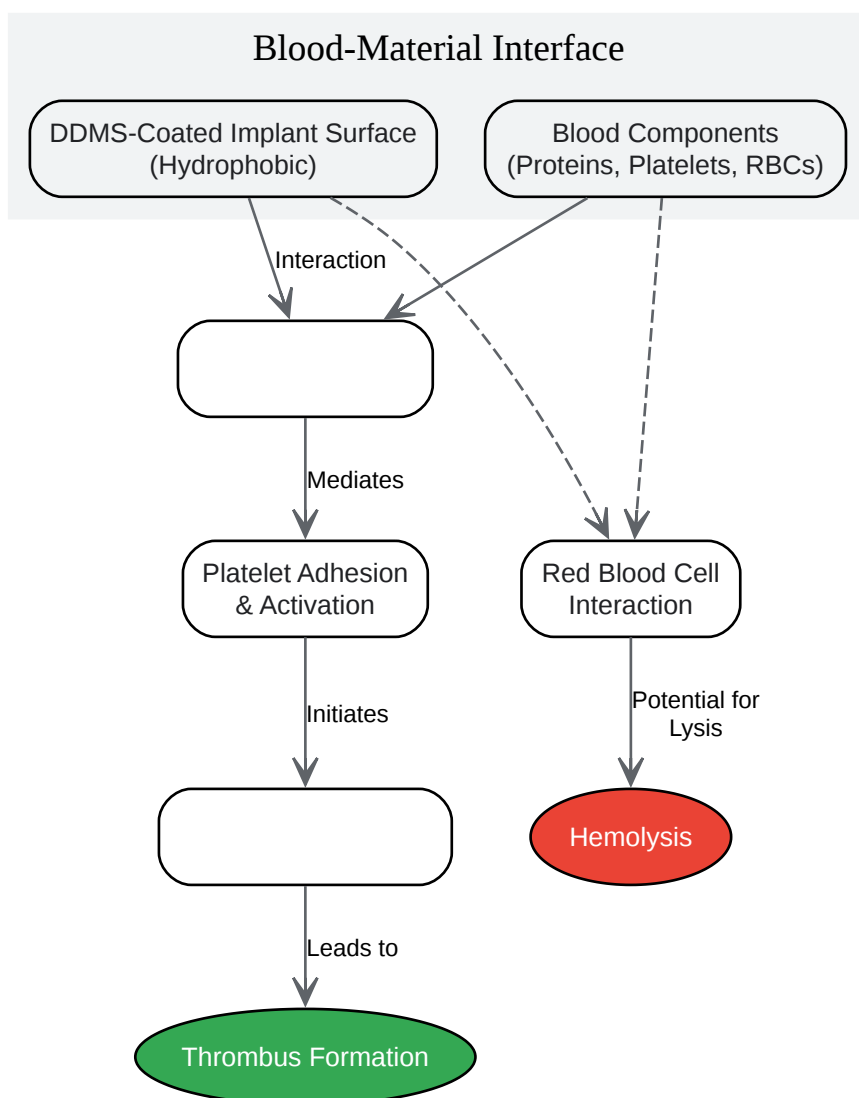 Blood-Material Interface
DDMS-Coated Implant Surface
(Hydrophobic)
Blood Components
(Proteins, Platelets, RBCs)
Interaction
Mediates
Platelet Adhesion
& Activation
Red Blood Cell
Interaction
Initiates
Potential for
Lysis
Hemolysis
Leads to
Thrombus Formation